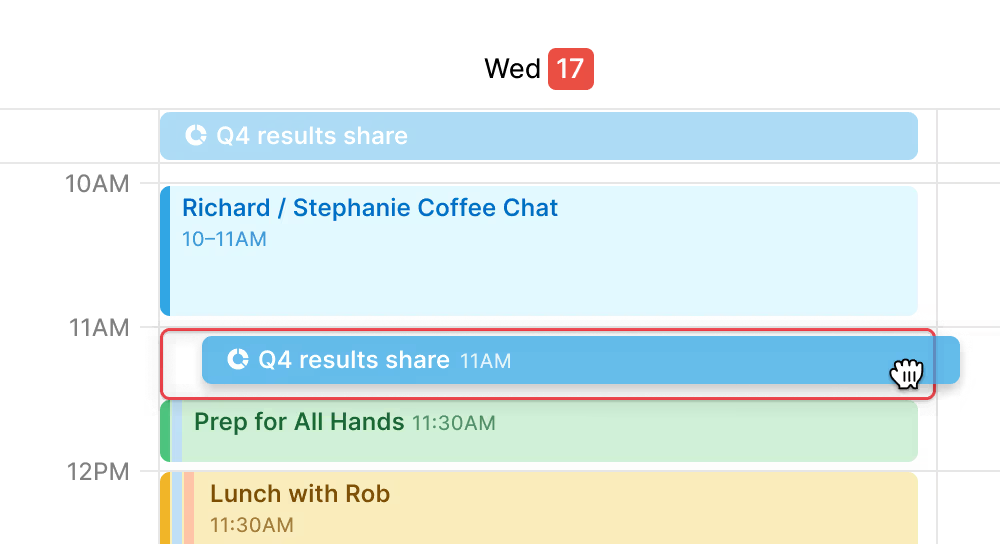 Wed 17
Q4 results share
10AM
Richard / Stephanie Coffee Chat
10–11AM
11AM
Q4 results share 11AM
Prep for All Hands 11:30AM
12PM
Lunch with Rob
11:30AM